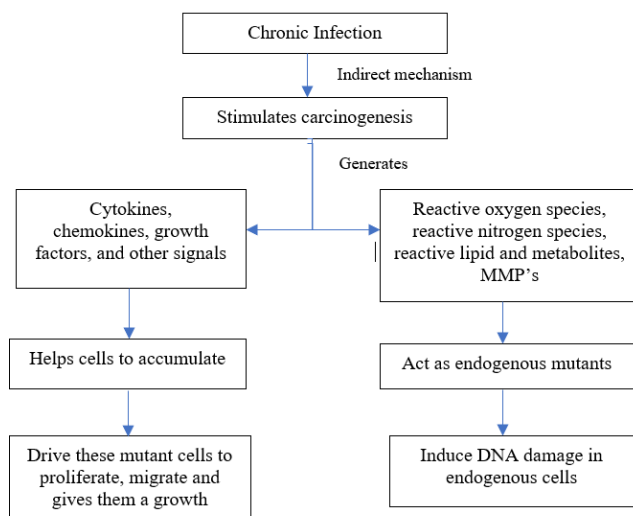 Chronic Infection
Indirect mechanism
Stimulates carcinogenesis
Generates
Cytokines,
chemokines, growth
factors, and other signals
Reactive oxygen species,
reactive nitrogen species,
reactive lipid and metabolites,
MMP's
Helps cells to accumulate
Act as endogenous mutants
Drive these mutant cells to
proliferate, migrate and
gives them a growth
Induce DNA damage in
endogenous cells